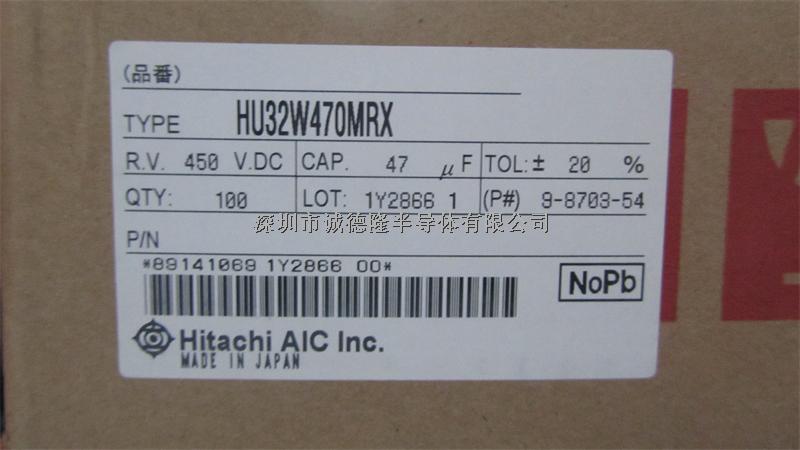 (品番)
TYPE HU32W470MRX
R.V. 450 V.DC CAP. 47 μF TOL:± 20 %
QTY: 100 LOT: 1Y2866 1 (P#) 9-8703-54
深圳市诚德隆半导体有限公司
P/N
*89141069 1Y2866 00*
NoPb
Hitachi AIC Inc.
MADE IN JAPAN